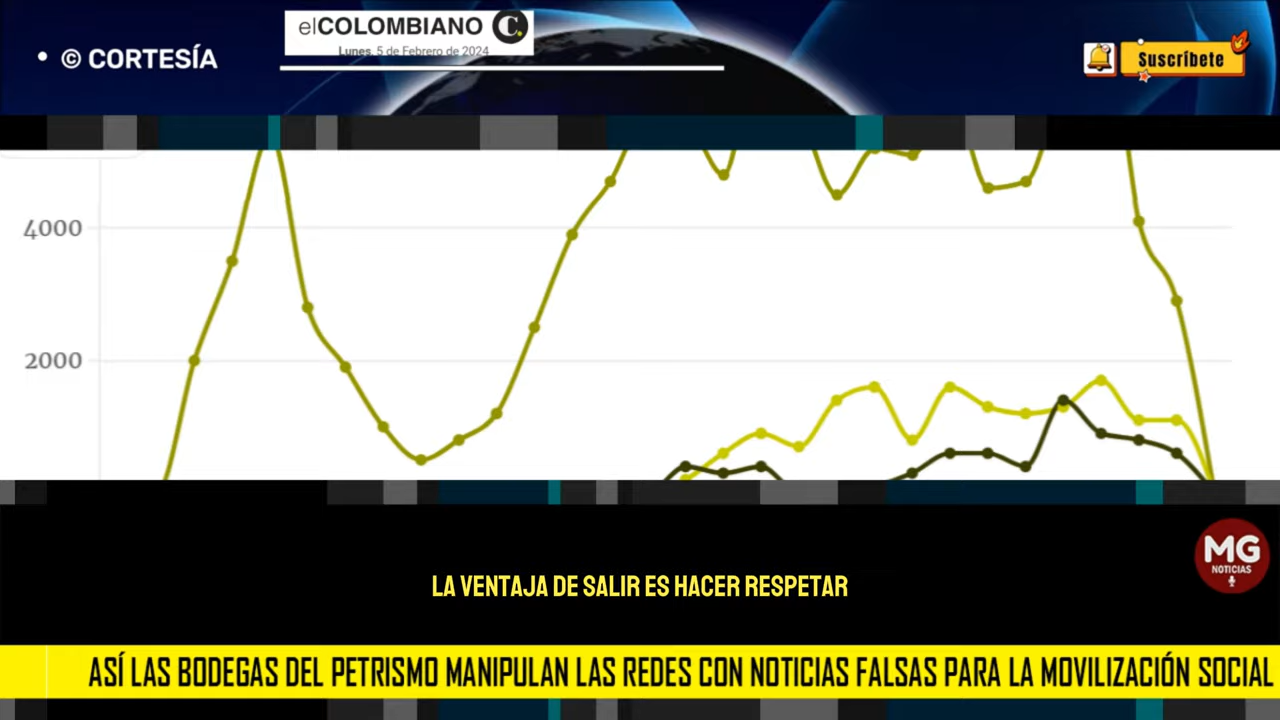 • © CORTESÍA
elCOLOMBIANO C.
Lunes, 5 de Febrero de 2024
Suscríbete
4000
2000
MG
NOTICIAS
LA VENTAJA DE SALIR ES HACER RESPETAR
ASÍ LAS BODEGAS DEL PETRISMO MANIPULAN LAS REDES CON NOTICIAS FALSAS PARA LA MOVILIZACIÓN SOCIAL